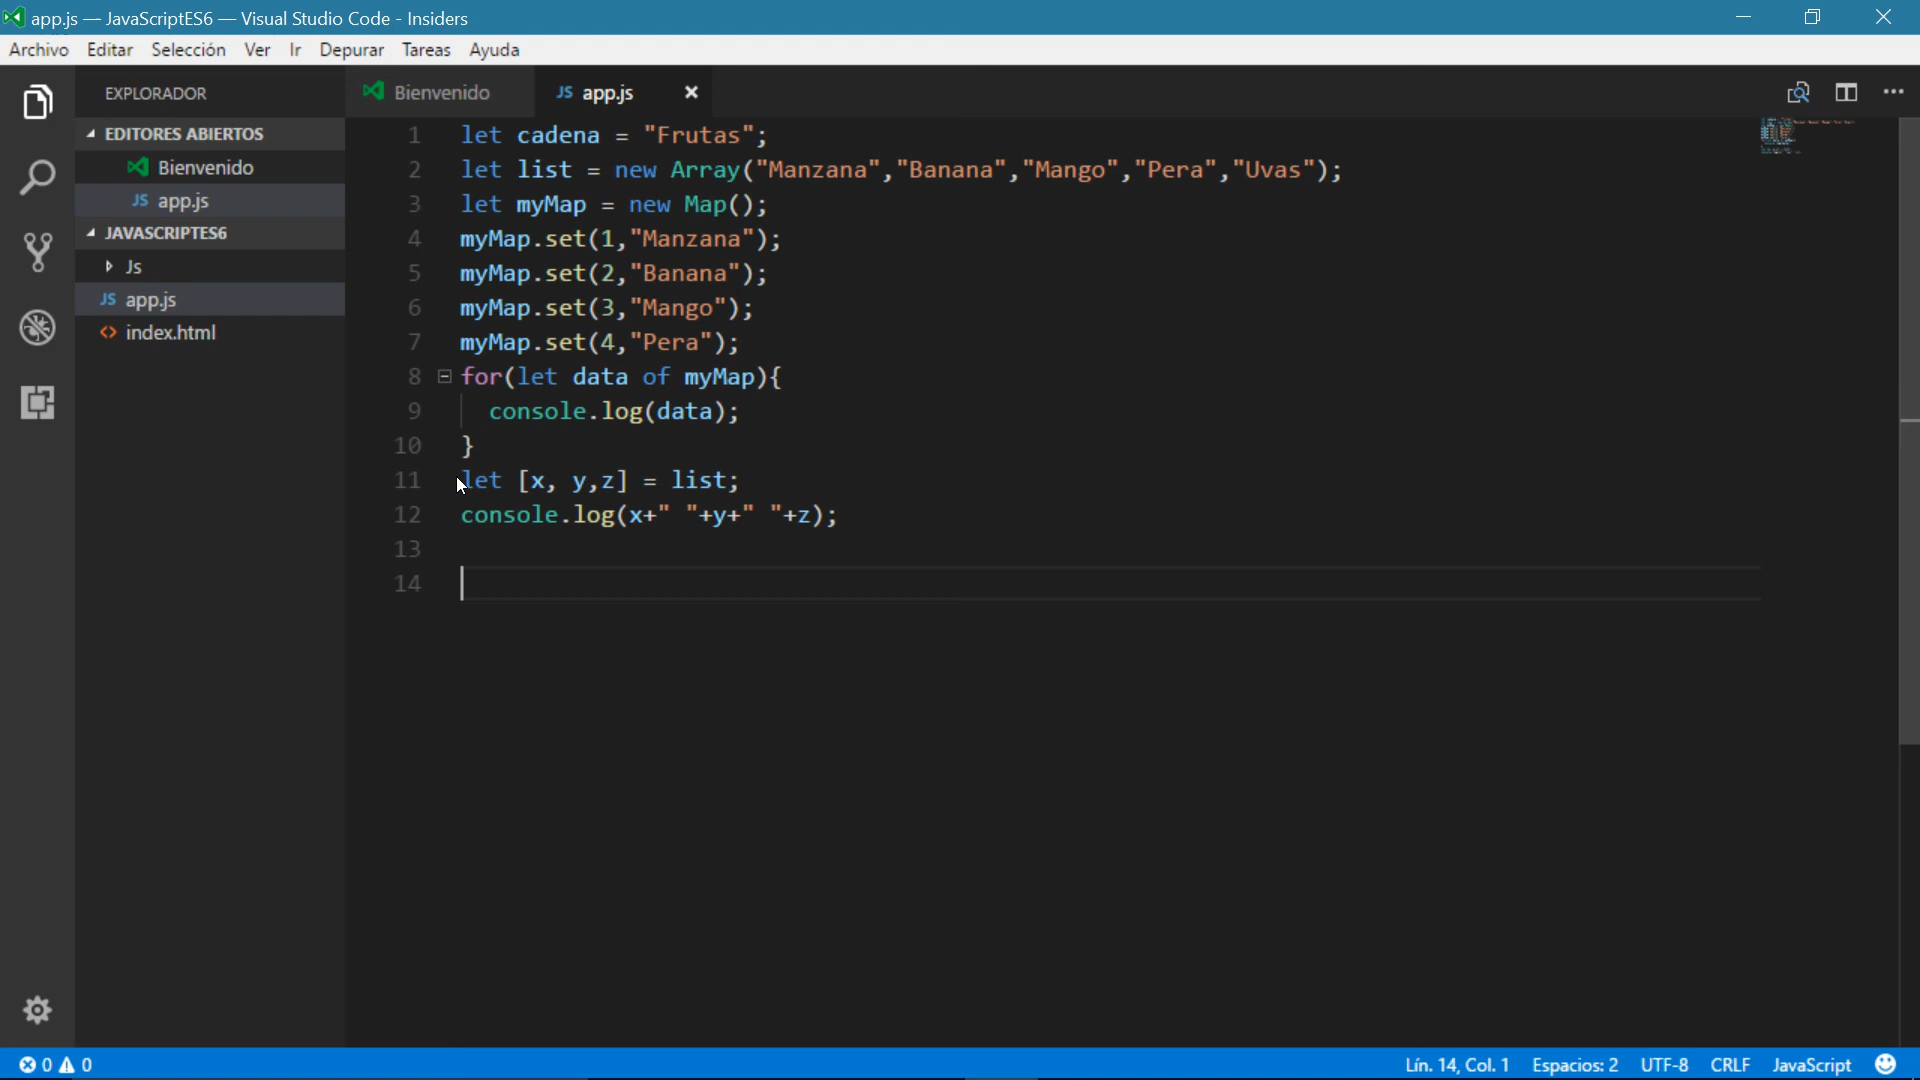 app.js — JavaScriptES6 — Visual Studio Code - Insiders
Archivo Editar Selección Ver Ir Depurar Tareas Ayuda
EXPLORADOR
EDITORES ABIERTOS
Bienvenido
JS app.js
JAVASCRIPTES6
Js
JS app.js
<> index.html
Bienvenido
JS app.js
1 let cadena = "Frutas";
2 let list = new Array("Manzana","Banana","Mango","Pera","Uvas");
3 let myMap = new Map();
4 myMap.set(1,"Manzana");
5 myMap.set(2,"Banana");
6 myMap.set(3,"Mango");
7 myMap.set(4,"Pera");
8 for(let data of myMap){
9 console.log(data);
10 }
11 let [x, y,z] = list;
12 console.log(x+" "+y+" "+z);
13
14
0 0
Lín. 14, Col. 1 Espacios: 2 UTF-8 CRLF JavaScript